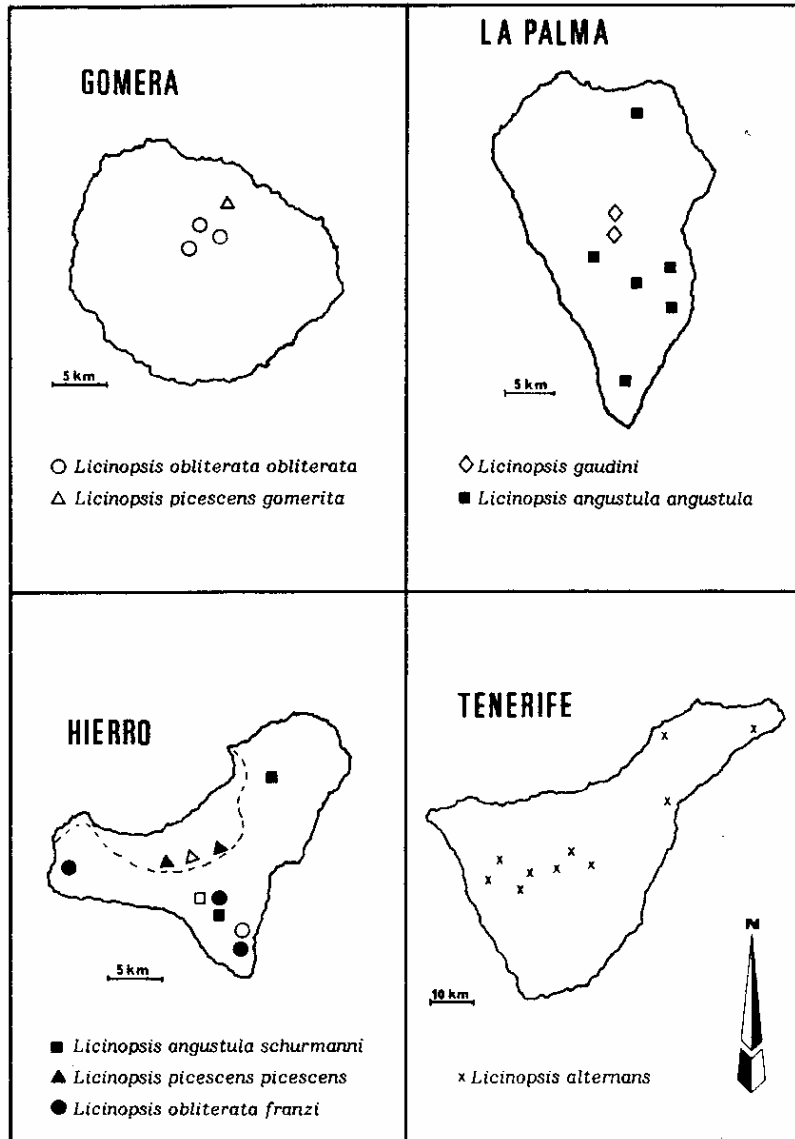 GOMERA
5 km
Licinopsis obliterata obliterata
Licinopsis picescens gomerita
LA PALMA
5 km
Licinopsis gaudini
Licinopsis angustula angustula
HIERRO
5 km
Licinopsis angustula schurmanni
Licinopsis picescens picescens
Licinopsis obliterata franzi
TENERIFE
10 km
N
x Licinopsis alternans